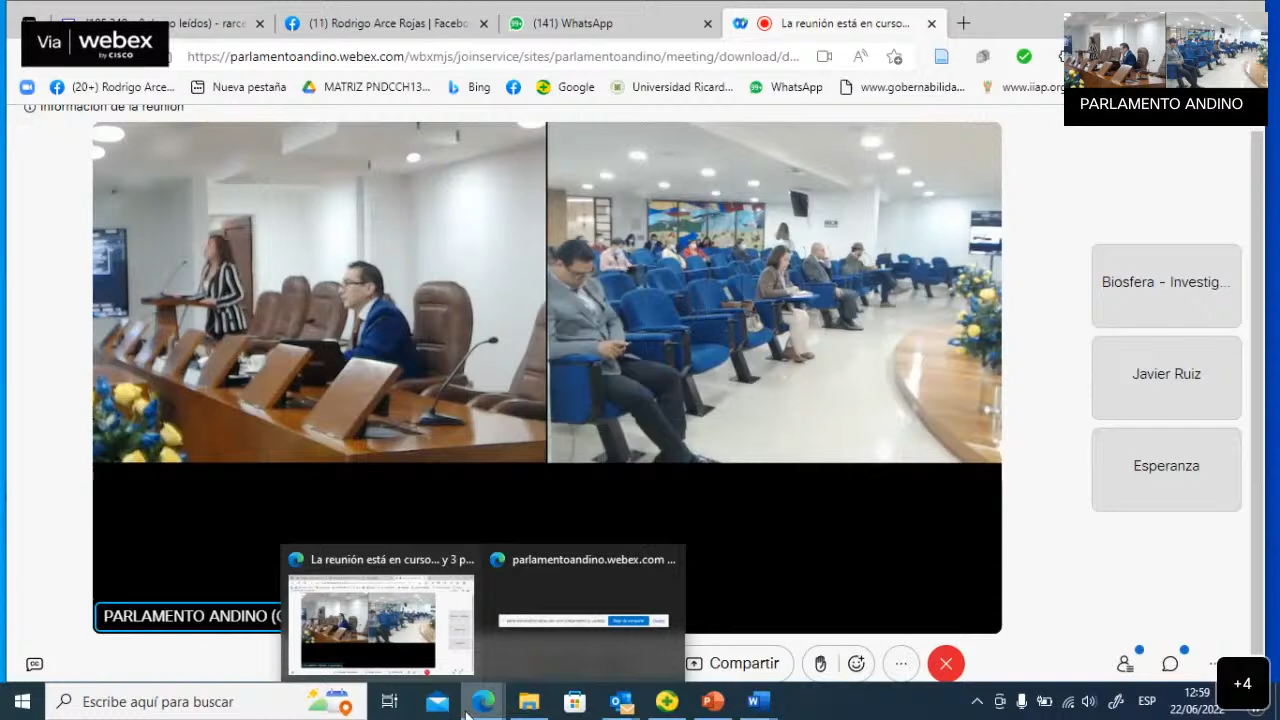 (11) Rodrigo Arce Rojas | Facebo
(141) WhatsApp
La reunión está en curso…
Via | webex
by CISCO
https://parlamentoandino.webex.com/wbxmjs/joinservice/sites/parlamentoandino/meeting/download/d...
(20+) Rodrigo Arce...
Nueva pestaña
MATRIZ PNDCCH13...
Bing
Google
Universidad Ricard...
WhatsApp
www.gobernabilida...
www.iiap.org
PARLAMENTO ANDINO
Información de la reunión
Biosfera - Investig...
Javier Ruiz
Esperanza
La reunión está en curso... y 3 p...
parlamentoandino.webex.com ...
PARLAMENTO ANDINO
Compartir
+4
Escribe aquí para buscar
ESP
12:59
22/06/2022